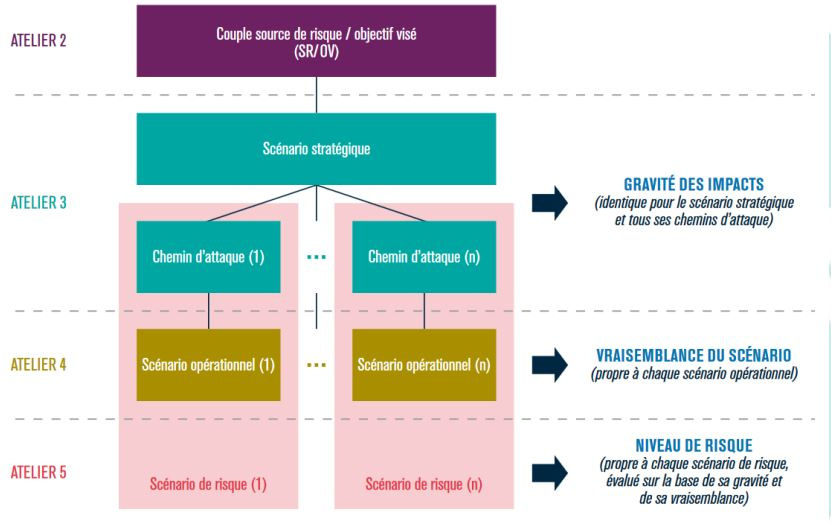 ATELIER 2
Couple source de risque / objectif visé
(SR/OV)
ATELIER 3
Scénario stratégique
GRAVITÉ DES IMPACTS
(identique pour le scénario stratégique
et tous ses chemins d'attaque)
Chemin d'attaque (1)
...
Chemin d'attaque (n)
ATELIER 4
Scénario opérationnel (1)
...
Scénario opérationnel (n)
VRAISEMBLANCE DU SCÉNARIO
(propre à chaque scénario opérationnel)
ATELIER 5
Scénario de risque (1)
Scénario de risque (n)
NIVEAU DE RISQUE
(propre à chaque scénario de risque,
évalué sur la base de sa gravité et
de sa vraisemblance)